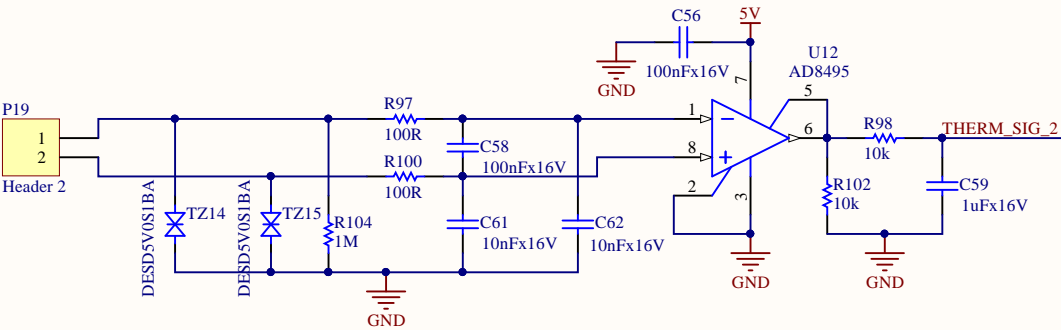 C56
5V
100nFx16V
GND
7
U12
AD8495
P19
1
2
Header 2
R97
100R
C58
100nFx16V
R100
100R
1
8
2
3
5
6
R98
10k
THERM_SIG_2
TZ14
DESD5V0S1BA
TZ15
DESD5V0S1BA
R104
1M
C61
10nFx16V
C62
10nFx16V
R102
10k
C59
1uFx16V
GND
GND
GND